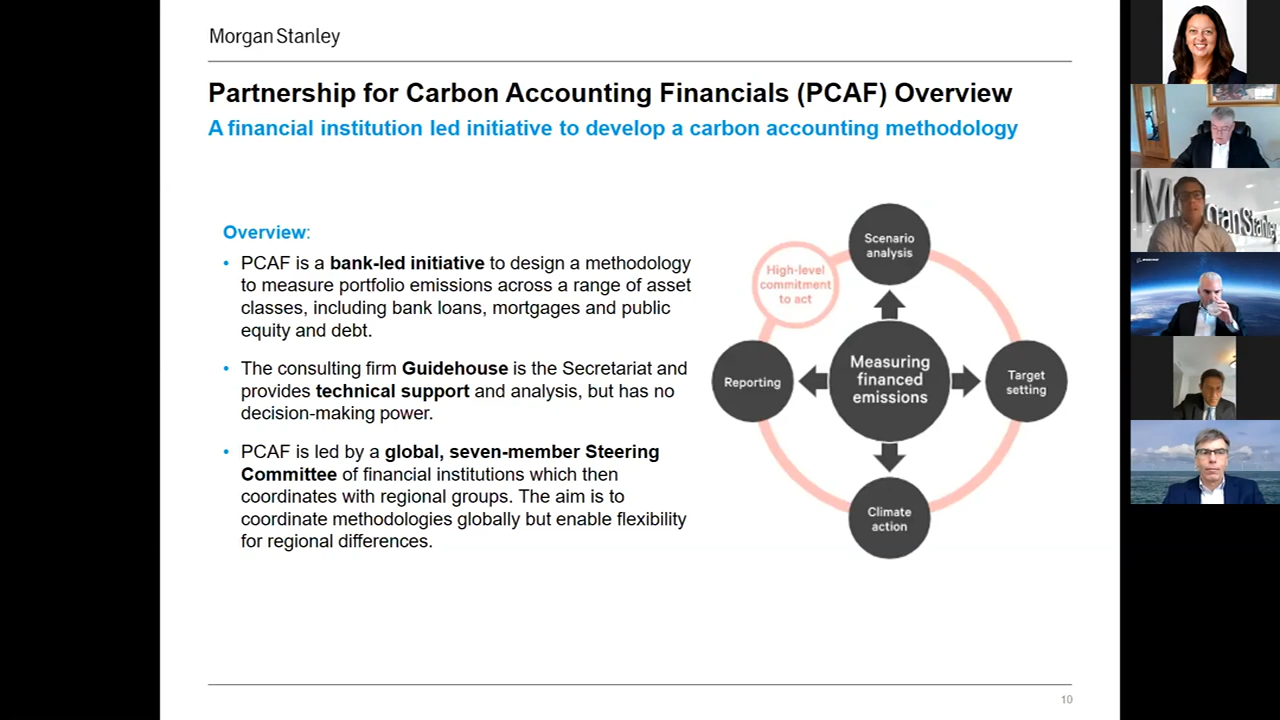 Morgan Stanley
Partnership for Carbon Accounting Financials (PCAF) Overview
A financial institution led initiative to develop a carbon accounting methodology
Overview:
• PCAF is a bank-led initiative to design a methodology
to measure portfolio emissions across a range of asset
classes, including bank loans, mortgages and public
equity and debt.
• The consulting firm Guidehouse is the Secretariat and
provides technical support and analysis, but has no
decision-making power.
• PCAF is led by a global, seven-member Steering
Committee of financial institutions which then
coordinates with regional groups. The aim is to
coordinate methodologies globally but enable flexibility
for regional differences.
Scenario
analysis
High-level
commitment
to act
Measuring
financed
emissions
Reporting
Target
setting
Climate
action
10
Morgan Stanley
BOEING